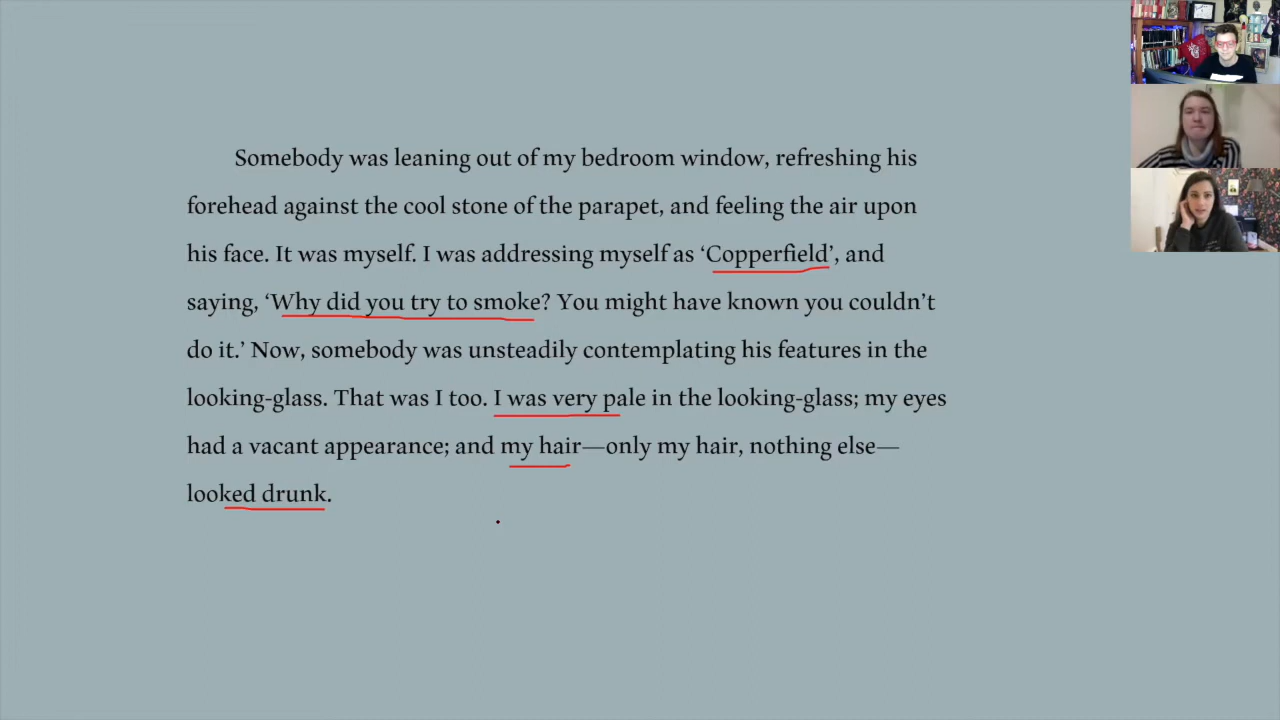 Somebody was leaning out of my bedroom window, refreshing his
forehead against the cool stone of the parapet, and feeling the air upon
his face. It was myself. I was addressing myself as ‘Copperfield’, and
saying, ‘Why did you try to smoke? You might have known you couldn’t
do it.’ Now, somebody was unsteadily contemplating his features in the
looking-glass. That was I too. I was very pale in the looking-glass; my eyes
had a vacant appearance; and my hair—only my hair, nothing else—
looked drunk.